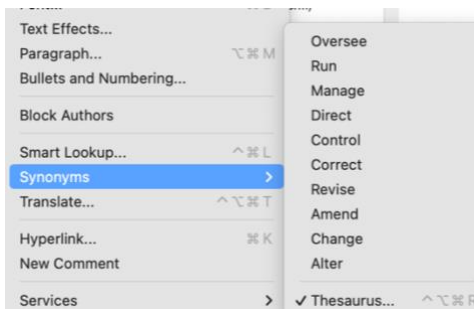 Text Effects...
Paragraph... ⌥⌘M
Bullets and Numbering...
Block Authors
Smart Lookup... ^⌘L
Synonyms >
Translate... ^⌥⌘T
Hyperlink... ⌘K
New Comment
Services >
Oversee
Run
Manage
Direct
Control
Correct
Revise
Amend
Change
Alter
✓ Thesaurus... ^⌥⌘R